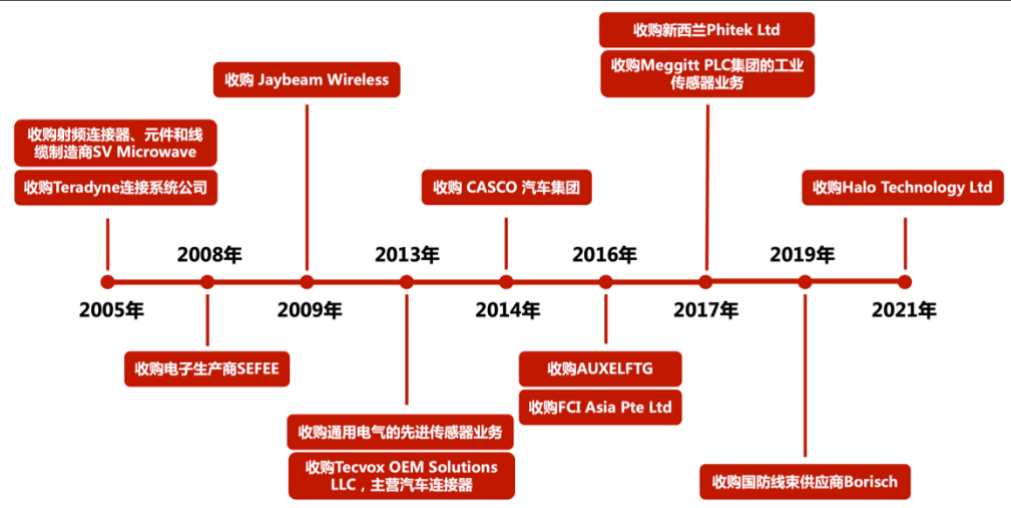 收购新西兰Phitek Ltd
收购Meggitt PLC集团的工业
传感器业务
收购 Jaybeam Wireless
收购射频连接器、元件和线
缆制造商SV Microwave
收购Teradyne连接系统公司
收购 CASCO 汽车集团
收购Halo Technology Ltd
2008年
2013年
2016年
2019年
2005年
2009年
2014年
2017年
2021年
收购电子生产商SEFEE
收购AUXELFTG
收购FCI Asia Pte Ltd
收购通用电气的先进传感器业务
收购Tecvox OEM Solutions
LLC，主营汽车连接器
收购国防线束供应商Borisch